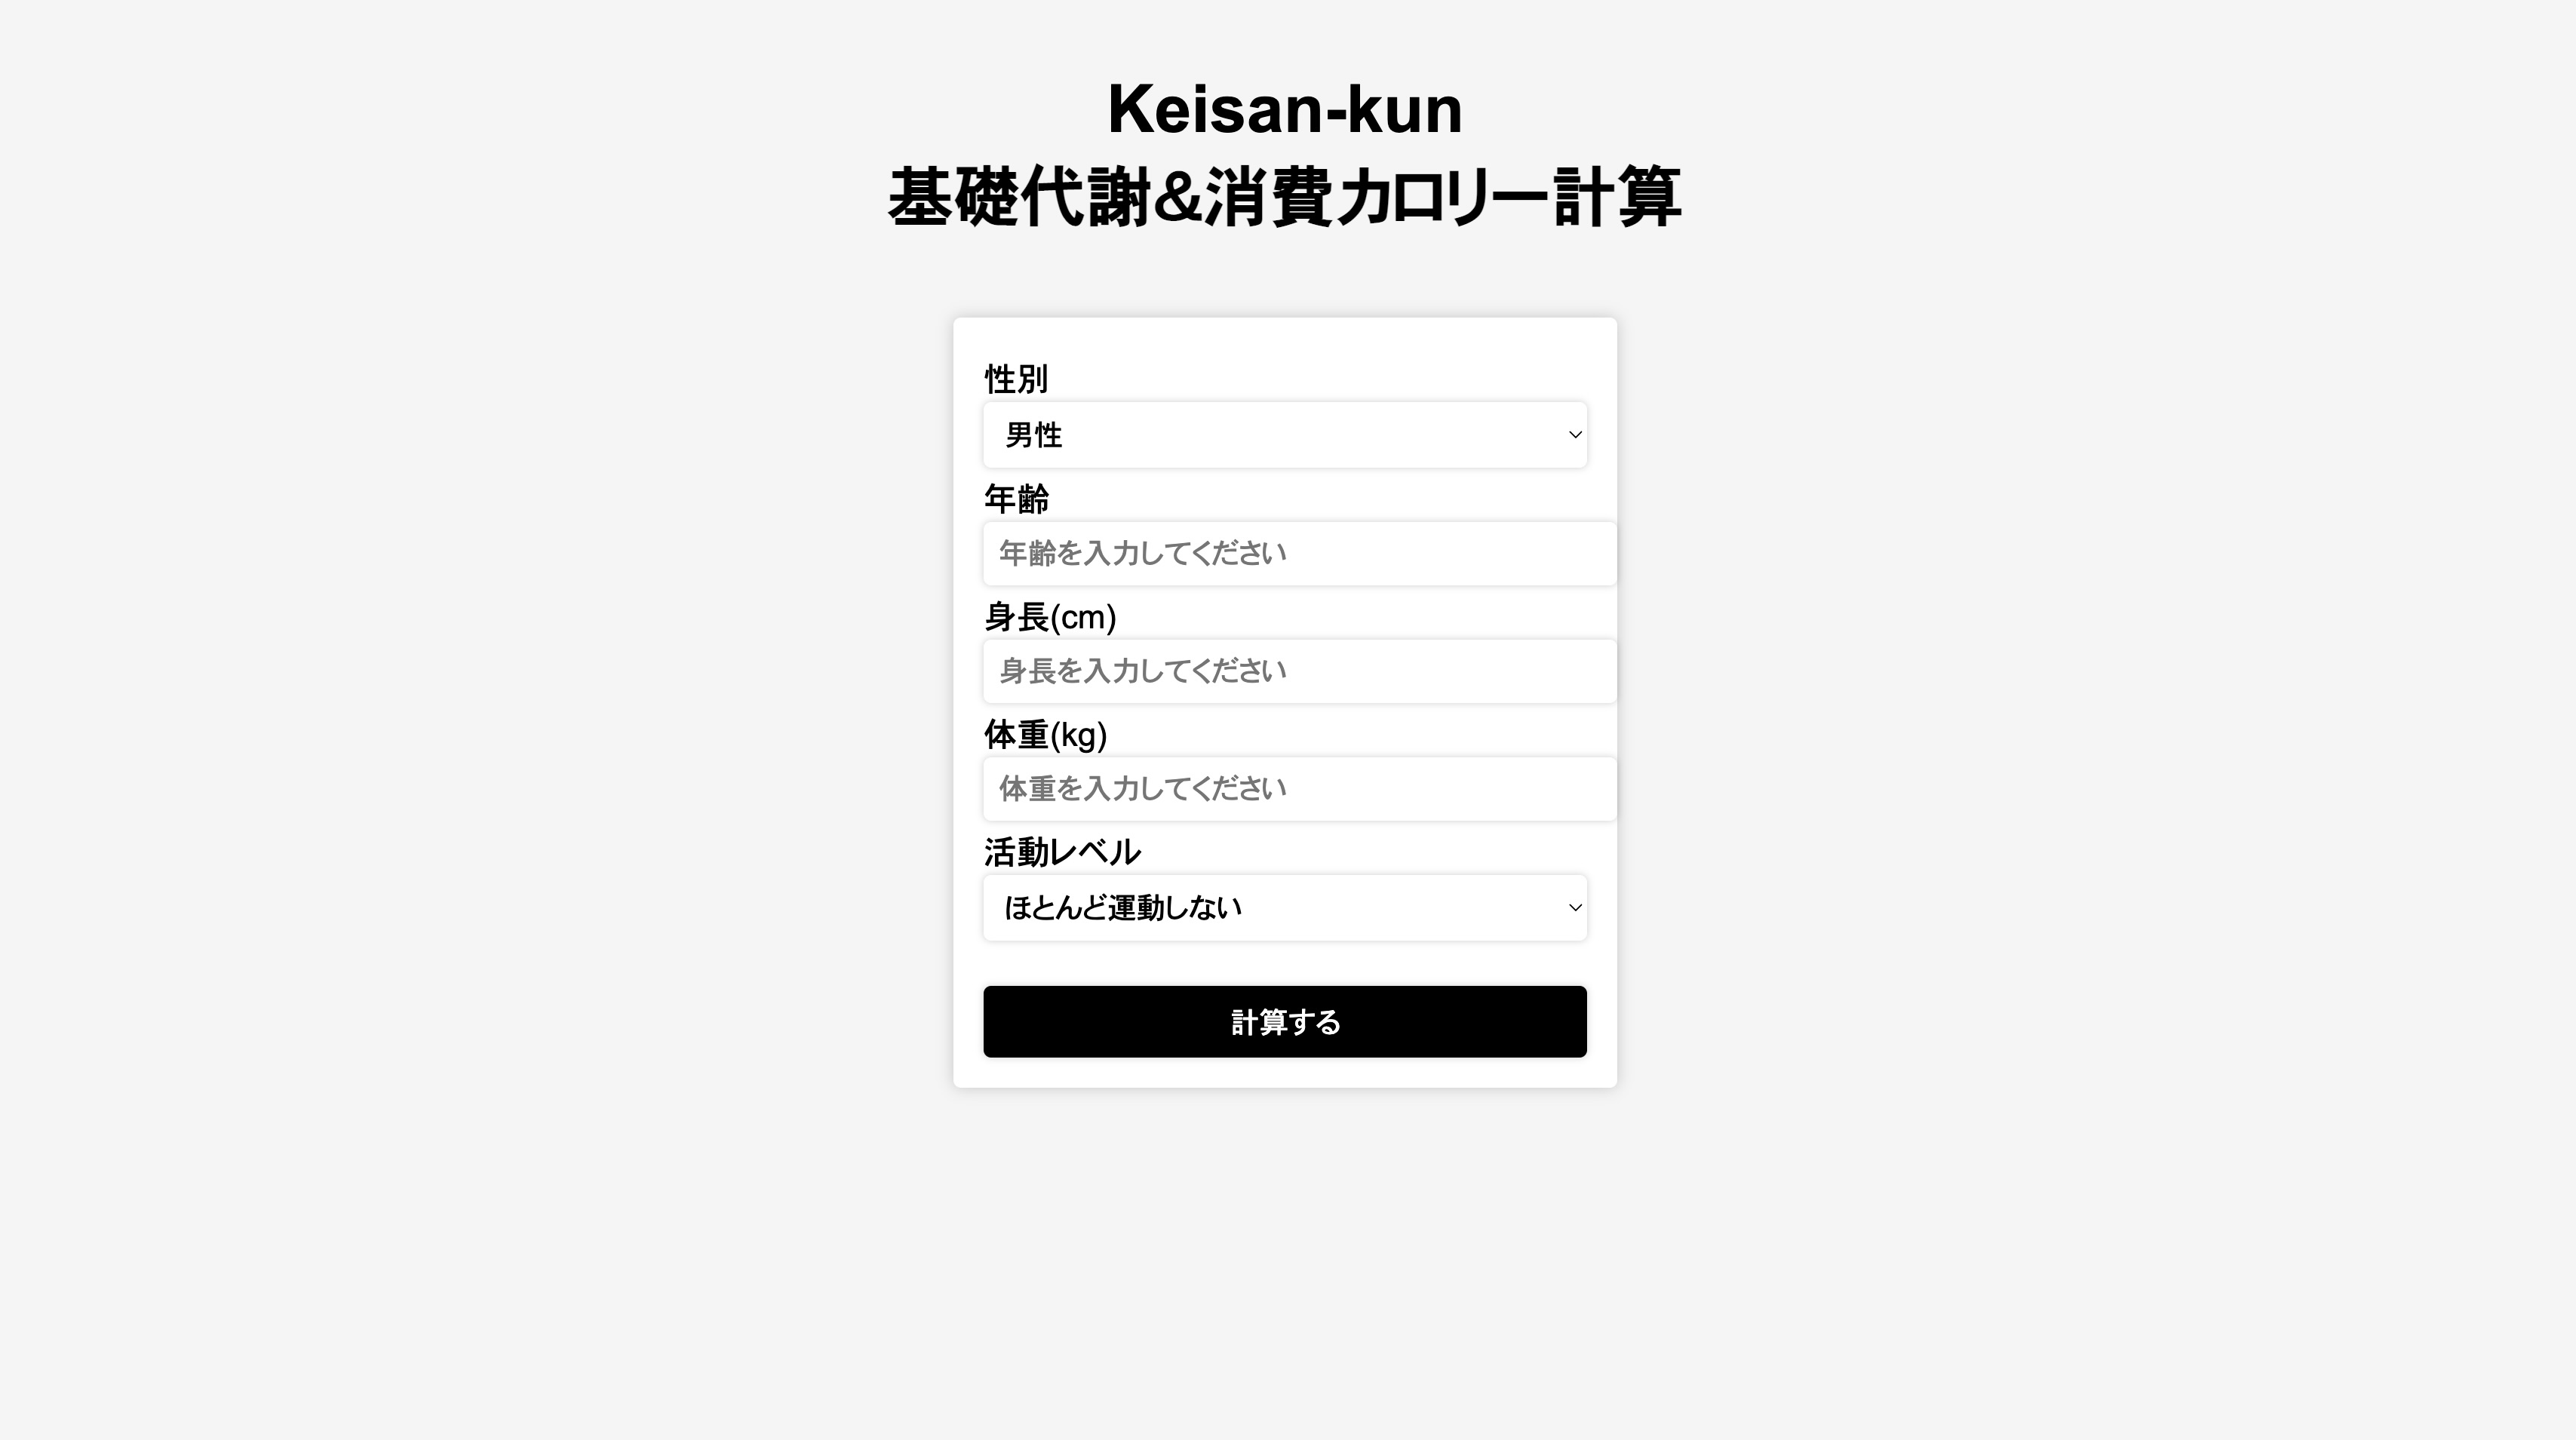 Keisan-kun
基礎代謝&消費カロリー計算
性別
男性
年齢
年齢を入力してください
身長(cm)
身長を入力してください
体重(kg)
体重を入力してください
活動レベル
ほとんど運動しない
計算する